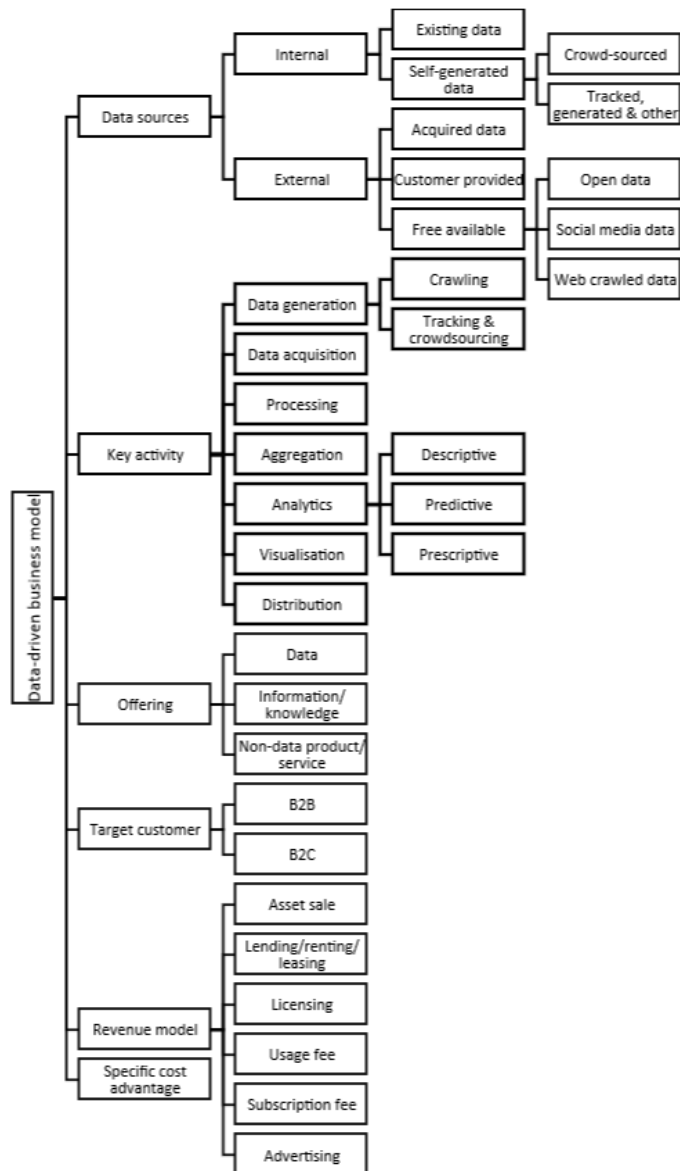 Existing data
Internal
Self-generated
data
Crowd-sourced
Tracked,
generated & other
Data sources
Acquired data
External
Customer provided
Free available
Open data
Social media data
Web crawled data
Crawling
Data generation
Tracking &
crowdsourcing
Data acquisition
Processing
Key activity
Aggregation
Descriptive
Analytics
Predictive
Visualisation
Prescriptive
Distribution
Data-driven business model
Data
Offering
Information/
knowledge
Non-data product/
service
B2B
Target customer
B2C
Asset sale
Lending/renting/
leasing
Licensing
Revenue model
Usage fee
Specific cost
advantage
Subscription fee
Advertising